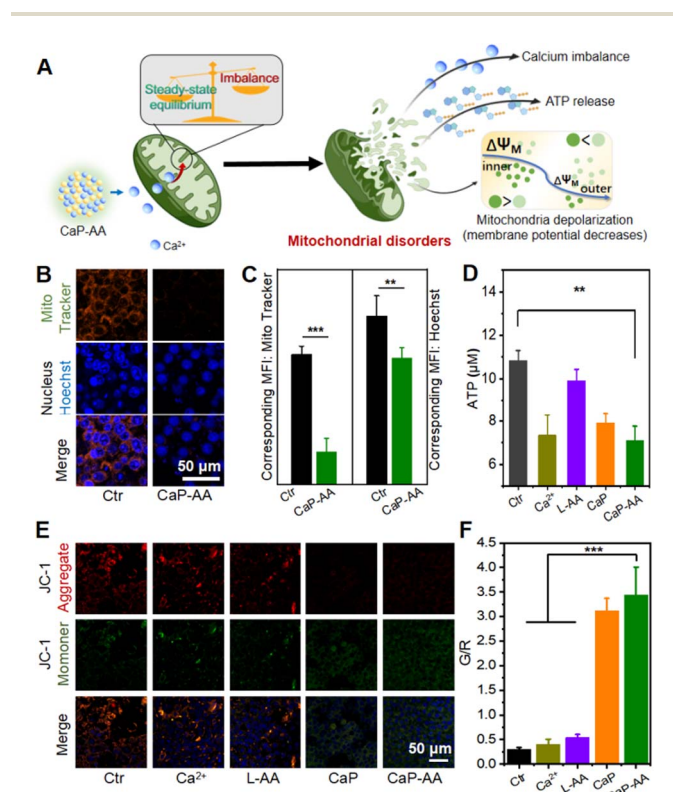 A
Imbalance
Steady-state
equilibrium
CaP-AA
Ca²⁺
Mitochondrial disorders
Calcium imbalance
ATP release
ΔΨM
inner
<
ΔΨM outer
>
Mitochondria depolarization
(membrane potential decreases)
B
Mito
Tracker
Nucleus
Hoechst
Merge
50 µm
Ctr
CaP-AA
C
Corresponding MFI: Mito Tracker
***
**
Corresponding MFI: Hoechst
Ctr
CaP-AA
Ctr
CaP-AA
D
ATP (µM)
14
12
10
8
6
**
Ctr
Ca²⁺
L-AA
CaP
CaP-AA
E
JC-1
Aggregate
JC-1
Momoner
Merge
50 µm
Ctr
Ca²⁺
L-AA
CaP
CaP-AA
F
G/R
4.5
4.0
3.5
3.0
2.5
2.0
1.5
1.0
0.5
0.0
***
Ctr
Ca²⁺
L-AA
CaP
CaP-AA